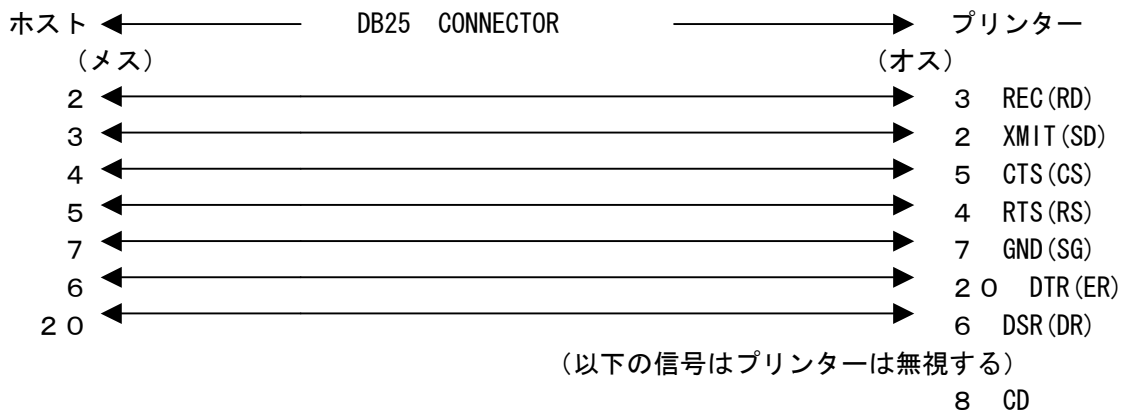 ホスト DB25 CONNECTOR プリンター
(メス) (オス)
2 3 REC(RD)
3 2 XMIT(SD)
4 5 CTS(CS)
5 4 RTS(RS)
7 7 GND(SG)
6 20 DTR(ER)
20 6 DSR(DR)
(以下の信号はプリンターは無視する)
8 CD